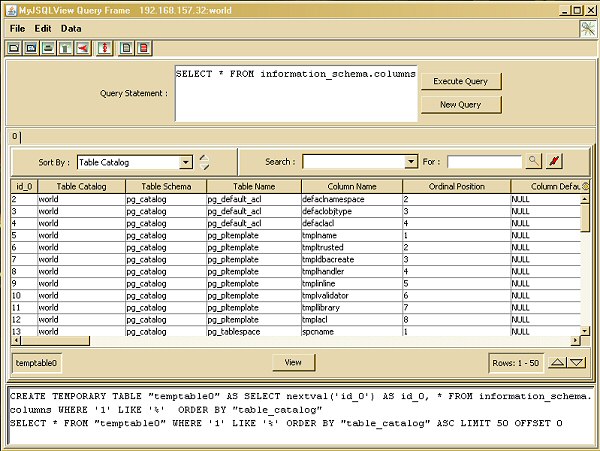 MyJSQLView Query Frame 192.168.157.32:world
File Edit Data
Query Statement :
SELECT * FROM information_schema.columns
Execute Query
New Query
0
Sort By : Table Catalog
Search : For :
id_0 Table Catalog Table Schema Table Name Column Name Ordinal Position Column Defau
2 world pg_catalog pg_default_acl defaclnamespace 2 NULL
3 world pg_catalog pg_default_acl defaclobjtype 3 NULL
4 world pg_catalog pg_default_acl defaclacl 4 NULL
5 world pg_catalog pg_pltemplate tmplname 1 NULL
6 world pg_catalog pg_pltemplate tmpltrusted 2 NULL
7 world pg_catalog pg_pltemplate tmpldbacreate 3 NULL
8 world pg_catalog pg_pltemplate tmplhandler 4 NULL
9 world pg_catalog pg_pltemplate tmplinline 5 NULL
10 world pg_catalog pg_pltemplate tmplvalidator 6 NULL
11 world pg_catalog pg_pltemplate tmpllibrary 7 NULL
12 world pg_catalog pg_pltemplate tmplacl 8 NULL
13 world pg_catalog pg_tablespace spcname 1 NULL
temptable0 View Rows: 1 - 50
CREATE TEMPORARY TABLE "temptable0" AS SELECT nextval('id_0') AS id_0, * FROM information_schema.
columns WHERE '1' LIKE '%' ORDER BY "table_catalog"
SELECT * FROM "temptable0" WHERE '1' LIKE '%' ORDER BY "table_catalog" ASC LIMIT 50 OFFSET 0